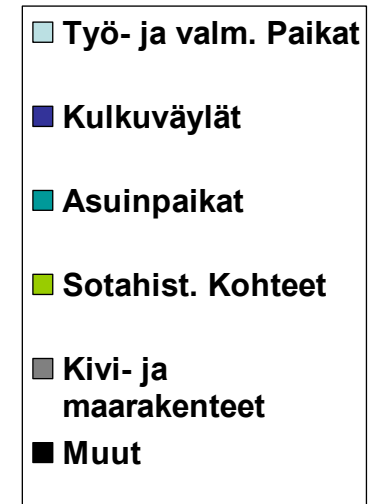 Työ- ja valm. Paikat
Kulkuväylät
Asuinpaikat
Sotahist. Kohteet
Kivi- ja
maarakenteet
Muut